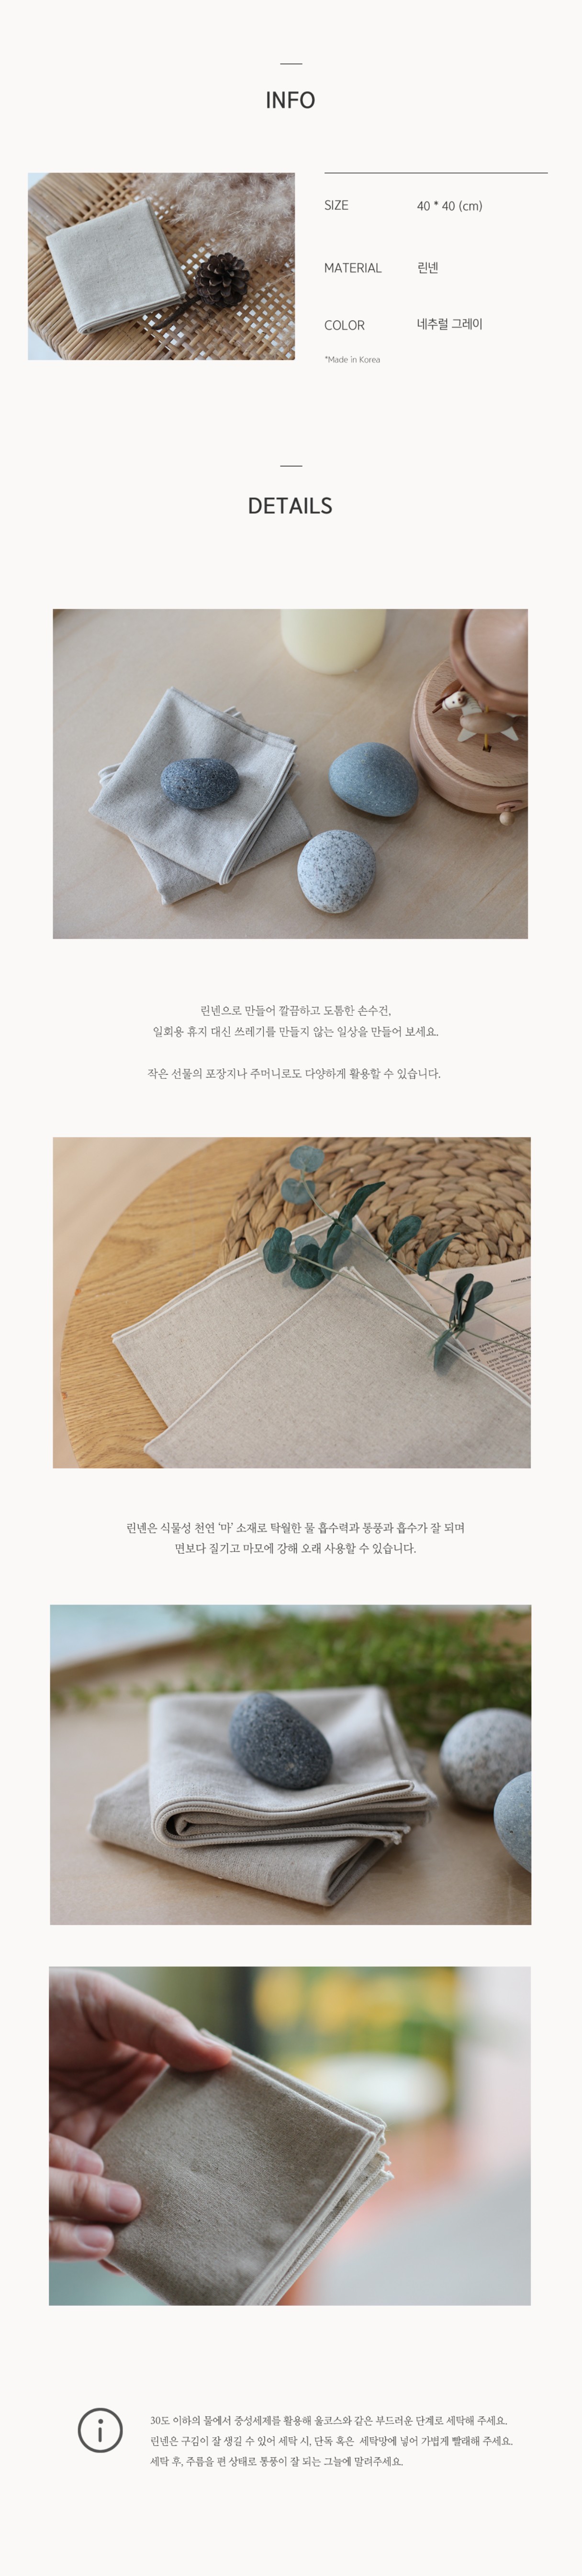 INFO
SIZE 40 * 40 (cm)
MATERIAL 린넨
COLOR 네추럴 그레이
*Made in Korea
DETAILS
린넨으로 만들어 깔끔하고 도톰한 손수건,
일회용 휴지 대신 쓰레기를 만들지 않는 일상을 만들어 보세요.
작은 선물의 포장지나 주머니로도 다양하게 활용할 수 있습니다.
린넨은 식물성 천연 ‘마’ 소재로 탁월한 물 흡수력과 통풍과 흡수가 잘 되며
면보다 질기고 마모에 강해 오래 사용할 수 있습니다.
30도 이하의 물에서 중성세제를 활용해 울코스와 같은 부드러운 단계로 세탁해 주세요.
린넨은 구김이 잘 생길 수 있어 세탁 시, 단독 혹은 세탁망에 넣어 가볍게 빨래해 주세요.
세탁 후, 주름을 편 상태로 통풍이 잘 되는 그늘에 말려주세요.